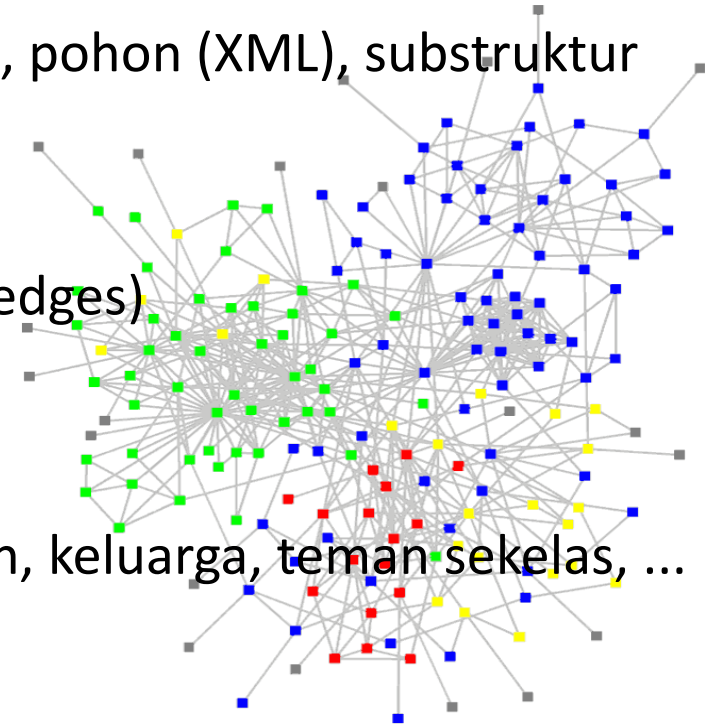 , pohon (XML), substruktur
edges)
n, keluarga, teman sekelas, ...